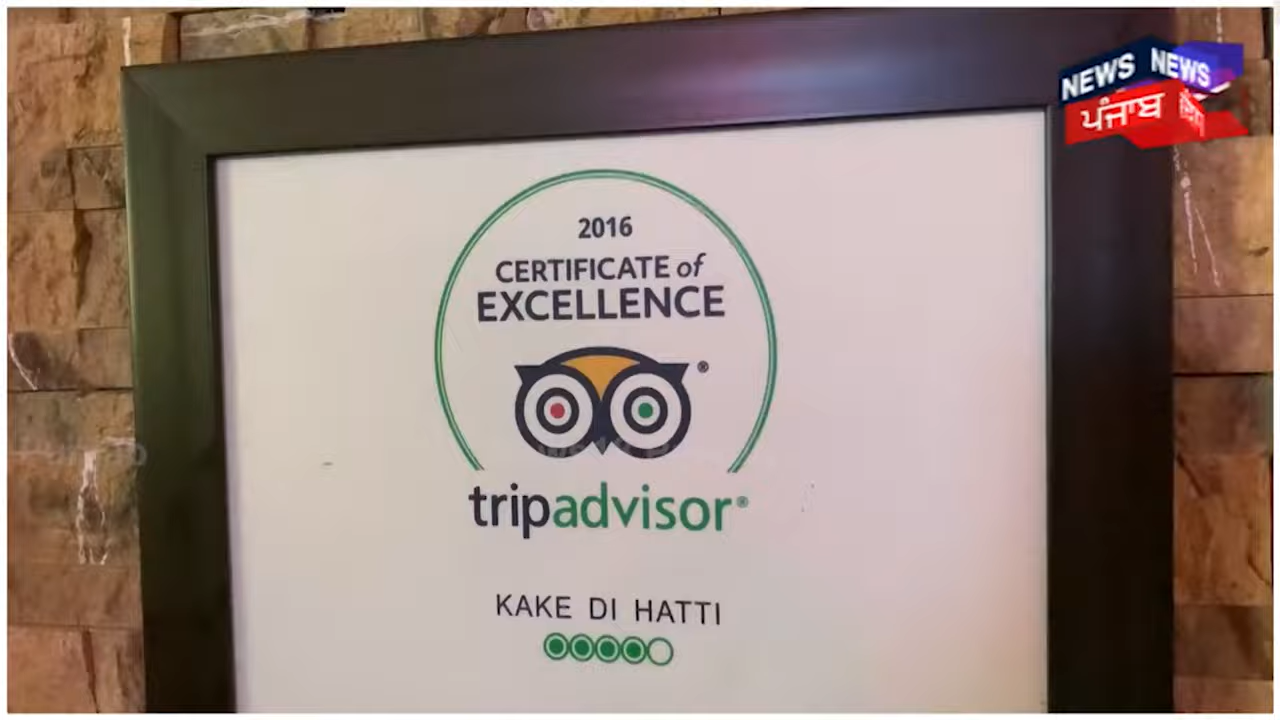 NEWS NEWS
ਪੰਜਾਬ
2016
CERTIFICATE of
EXCELLENCE
®
tripadvisor®
KAKE DI HATTI